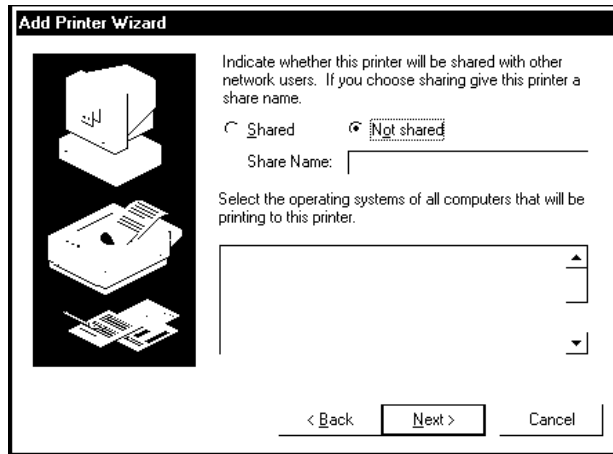 Add Printer Wizard
Indicate whether this printer will be shared with other
network users. If you choose sharing give this printer a
share name.
Shared Not shared
Share Name:
Select the operating systems of all computers that will be
printing to this printer.
< Back Next > Cancel